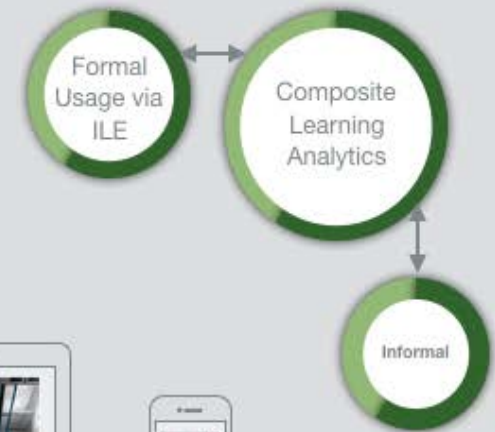 Formal
Usage via
ILE
Composite
Learning
Analytics
Informal